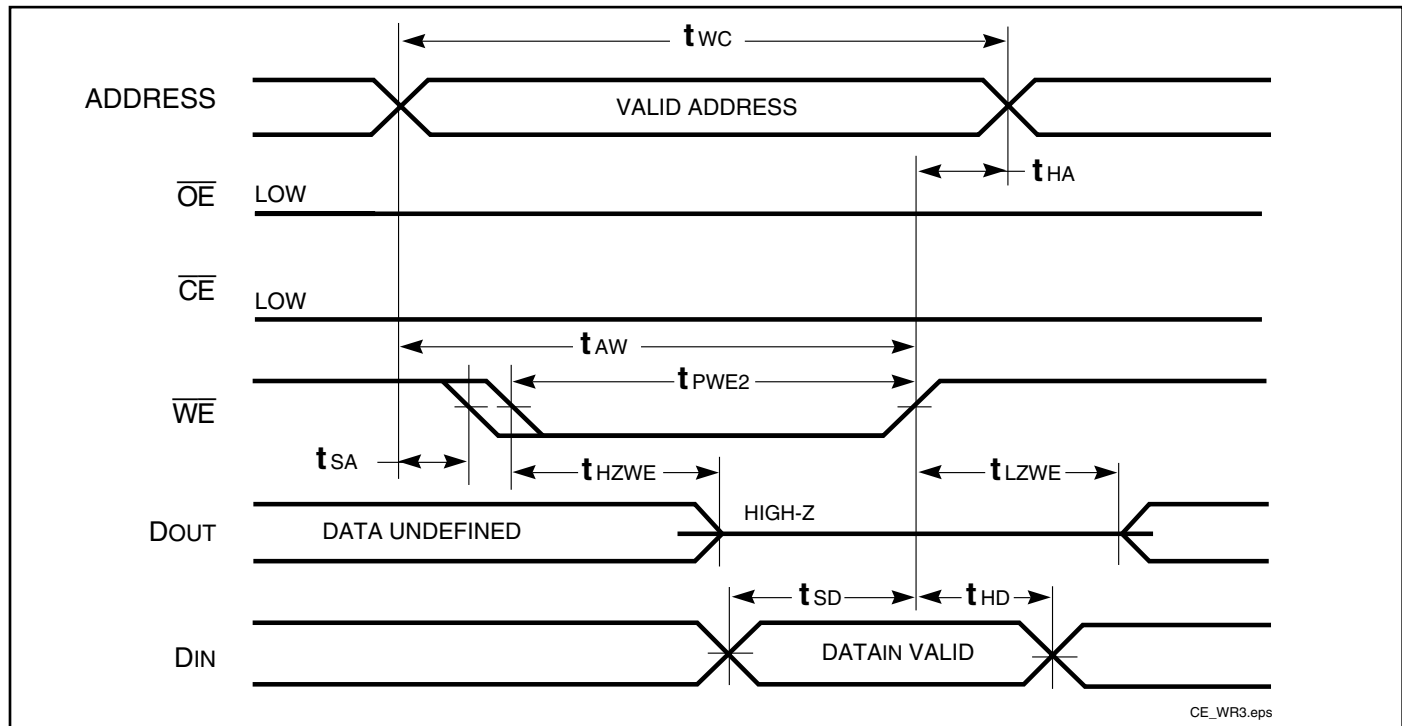 tWC
ADDRESS
VALID ADDRESS
tHA
OE
LOW
CE
LOW
tAW
tPWE2
WE
tSA
tHZWE
tLZWE
DOUT
DATA UNDEFINED
HIGH-Z
tSD
tHD
DIN
DATAIN VALID
CE_WR3.eps